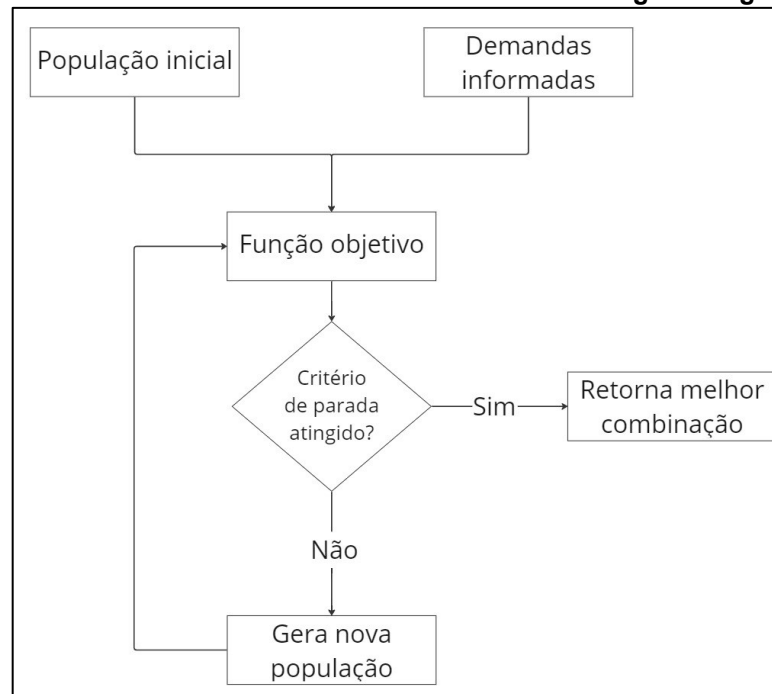 População inicial
Demandas
informadas
Função objetivo
Critério
de parada
atingido?
Sim
Retorna melhor
combinação
Não
Gera nova
população